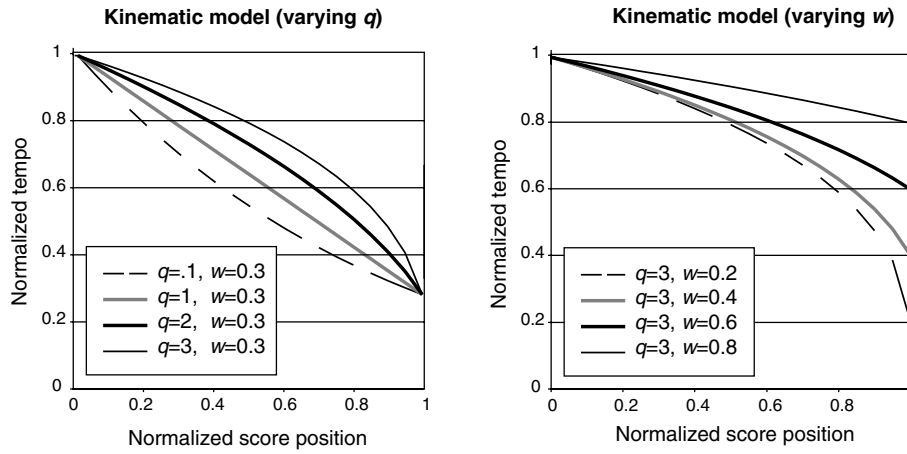 Kinematic model (varying q)
Normalized tempo
1
0.8
0.6
0.4
0.2
0
q=.1, w=0.3
q=1, w=0.3
q=2, w=0.3
q=3, w=0.3
0 0.2 0.4 0.6 0.8 1
Normalized score position
Kinematic model (varying w)
Normalized tempo
1
0.8
0.6
0.4
0.2
0
q=3, w=0.2
q=3, w=0.4
q=3, w=0.6
q=3, w=0.8
0 0.2 0.4 0.6 0.8
Normalized score position